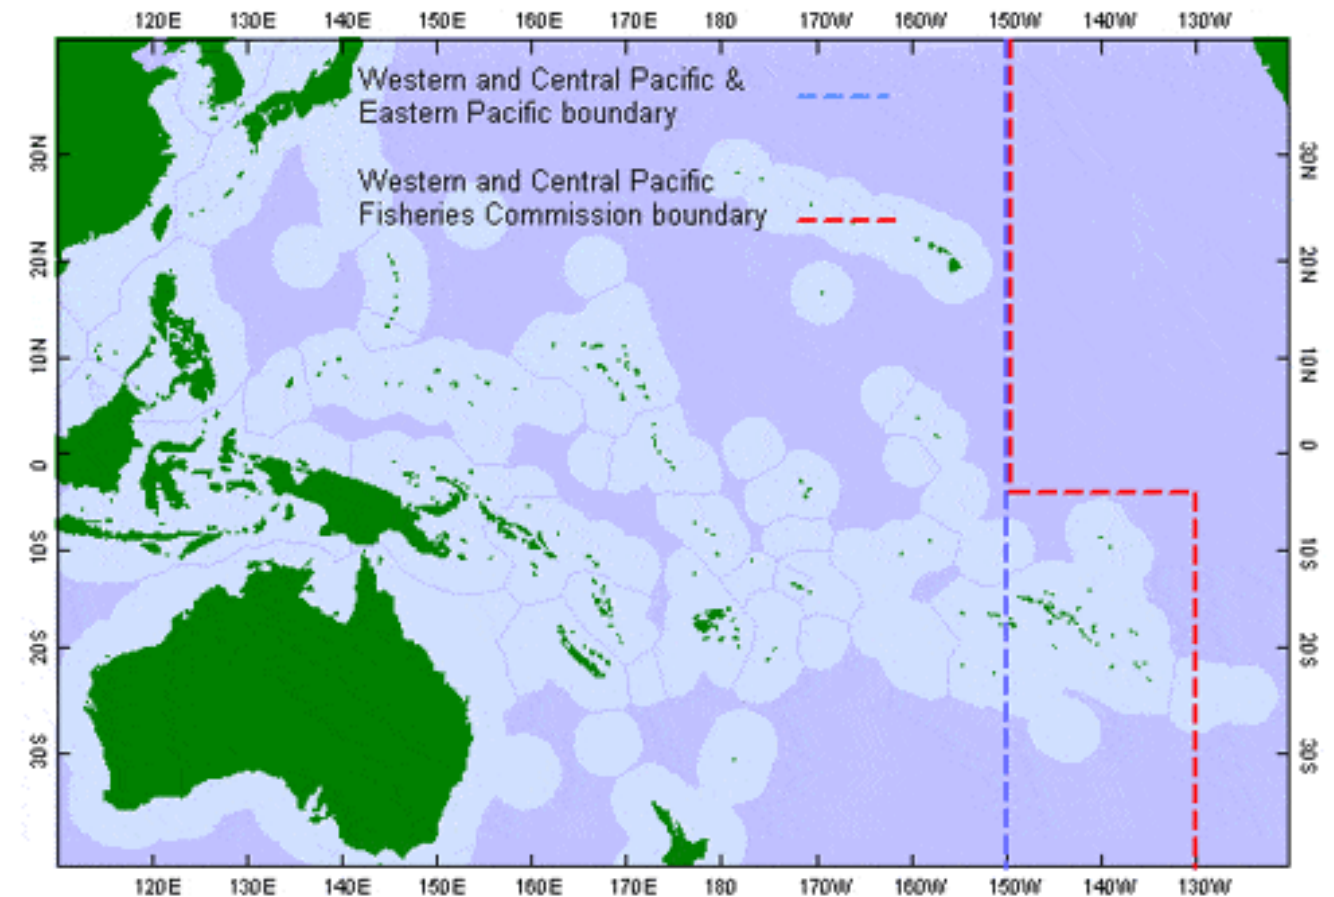 120E 130E 140E 150E 160E 170E 180 170W 160W 150W 140W 130W
Western and Central Pacific &
Eastern Pacific boundary
Western and Central Pacific
Fisheries Commission boundary
30N
20N
10N
0
10S
20S
30S
30N
20N
10N
0
10S
20S
30S
120E 130E 140E 150E 160E 170E 180 170W 160W 150W 140W 130W